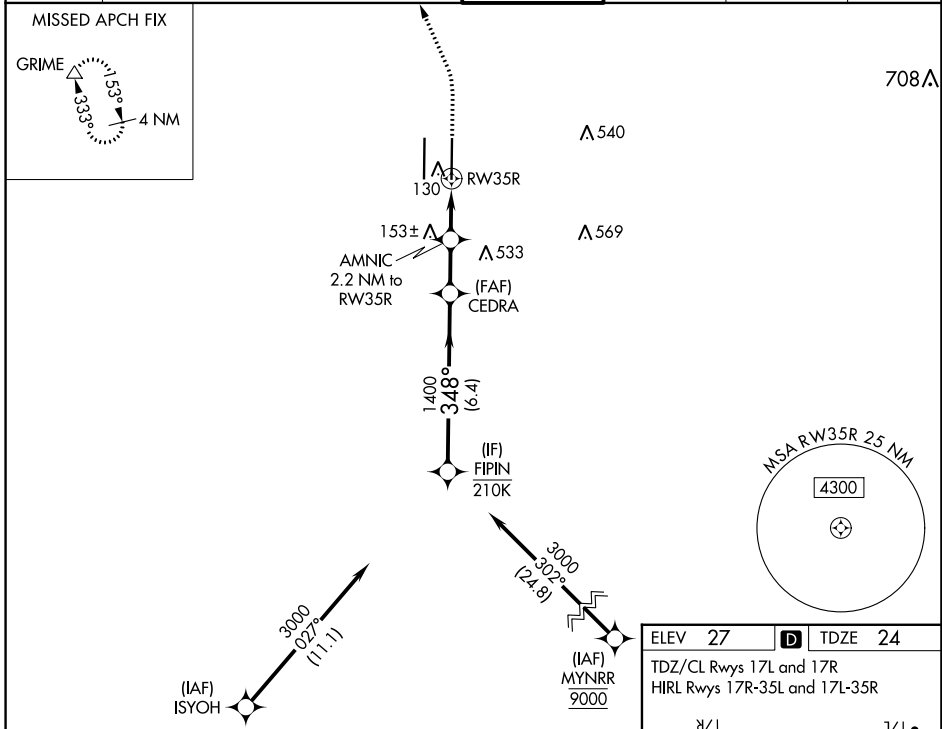 MISSED APCH FIX
GRIME
153°
333°
4 NM
708
540
130
RW35R
153±
569
533
AMNIC
2.2 NM to
RW35R
(FAF)
CEDRA
1400
348°
(6.4)
(IF)
FIPIN
210K
MSA RW35R 25 NM
4300
3000
302°
(24.8)
3000
027°
(11.1)
(IAF)
MYNRR
9000
(IAF)
ISYOH
ELEV 27 D TDZE 24
TDZ/CL Rwys 17L and 17R
HIRL Rwys 17R-35L and 17L-35R
17R